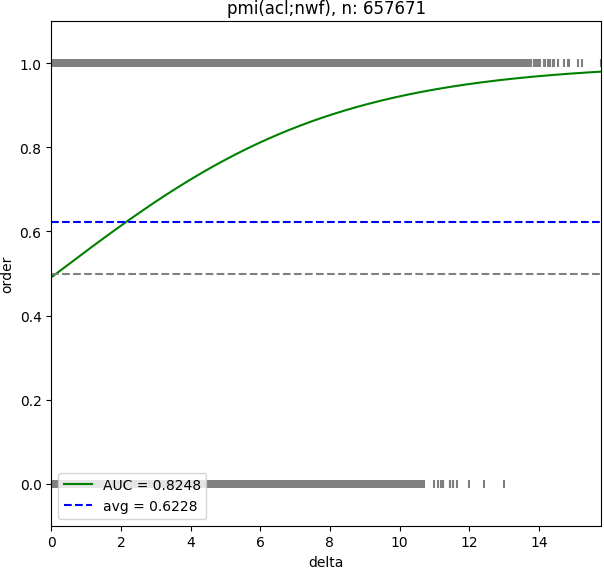 pmi(acl;nwf), n: 657671
1.0
0.8
0.6
0.4
0.2
0.0
order
AUC = 0.8248
avg = 0.6228
0 2 4 6 8 10 12 14
delta